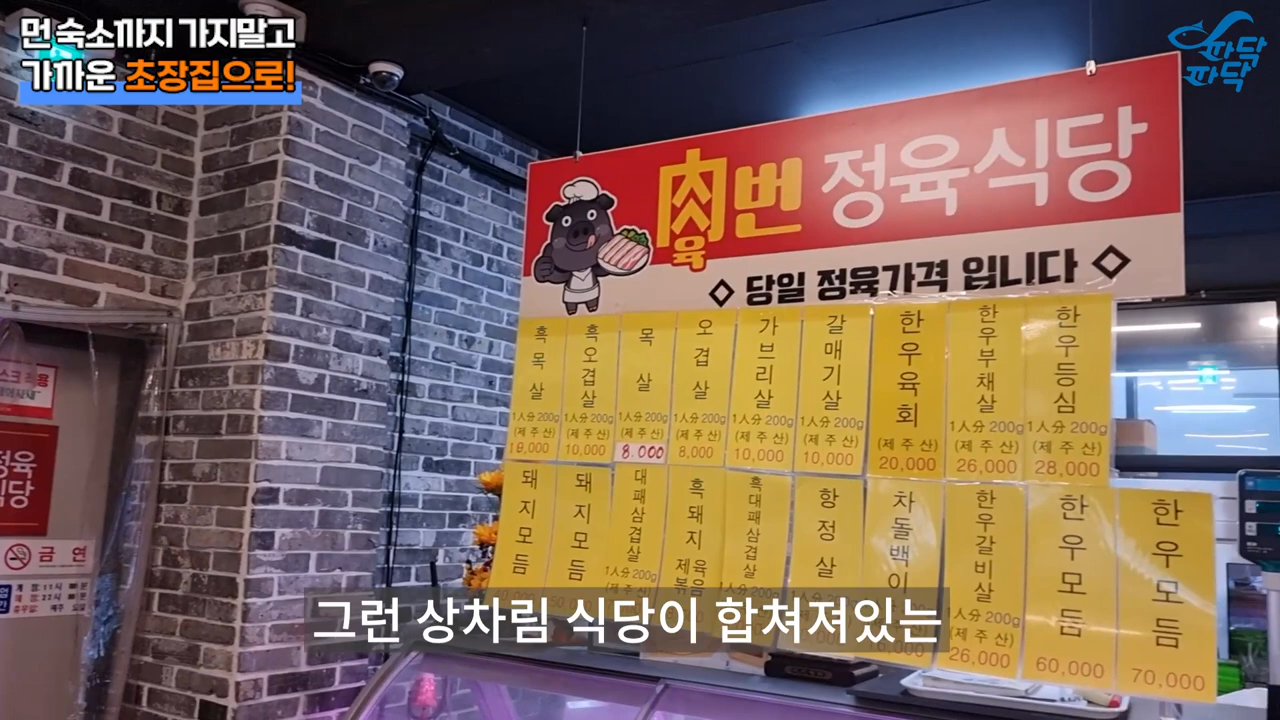 먼 숙소까지 가지말고
가까운 초장집으로!
파닥
파닥
肉번 정육식당
육
당일 정육가격 입니다
흑목살
1人分 200g
(제주산)
10,000
흑오겹살
1人分 200g
(제주산)
10,000
목살
1人分 200g
(제주산)
8.000
오겹살
1人分 200g
(제주산)
8,000
가브리살
1人分 200g
(제주산)
10,000
갈매기살
1人分 200g
(제주산)
10,000
한우육회
(제주산)
20,000
한우부채살
1人分 200g
(제주산)
26,000
한우등심
1人分 200g
(제주산)
28,000
돼지모듬
돼지모듬
대패삼겹살
1人分 200g
흑돼지
제육
볶음
흑대패삼겹살
항정살
차돌백이
한우갈비살
1人分 200g
(제주산)
26,000
한우모둠
60,000
한우모듬
70,000
정육
식당
금연
그런 상차림 식당이 합쳐져있는